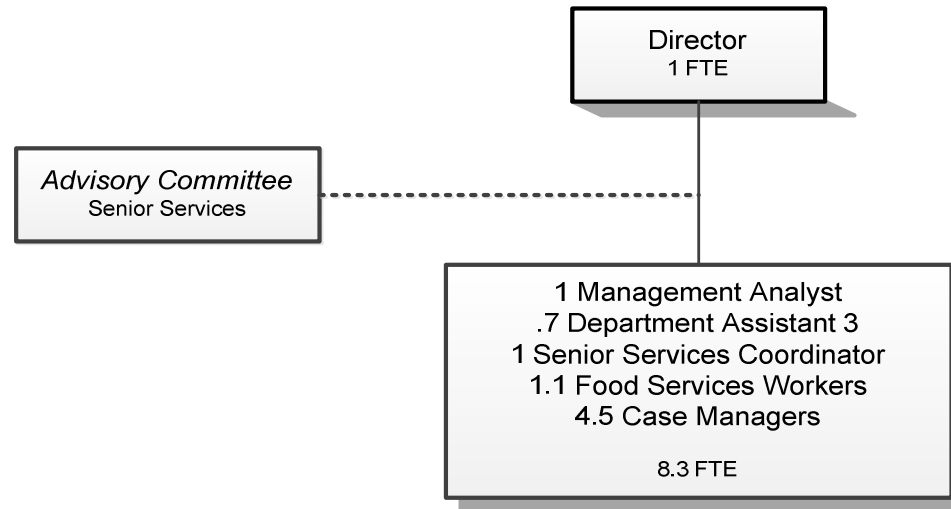 Director
1 FTE
Advisory Committee
Senior Services
1 Management Analyst
.7 Department Assistant 3
1 Senior Services Coordinator
1.1 Food Services Workers
4.5 Case Managers
8.3 FTE